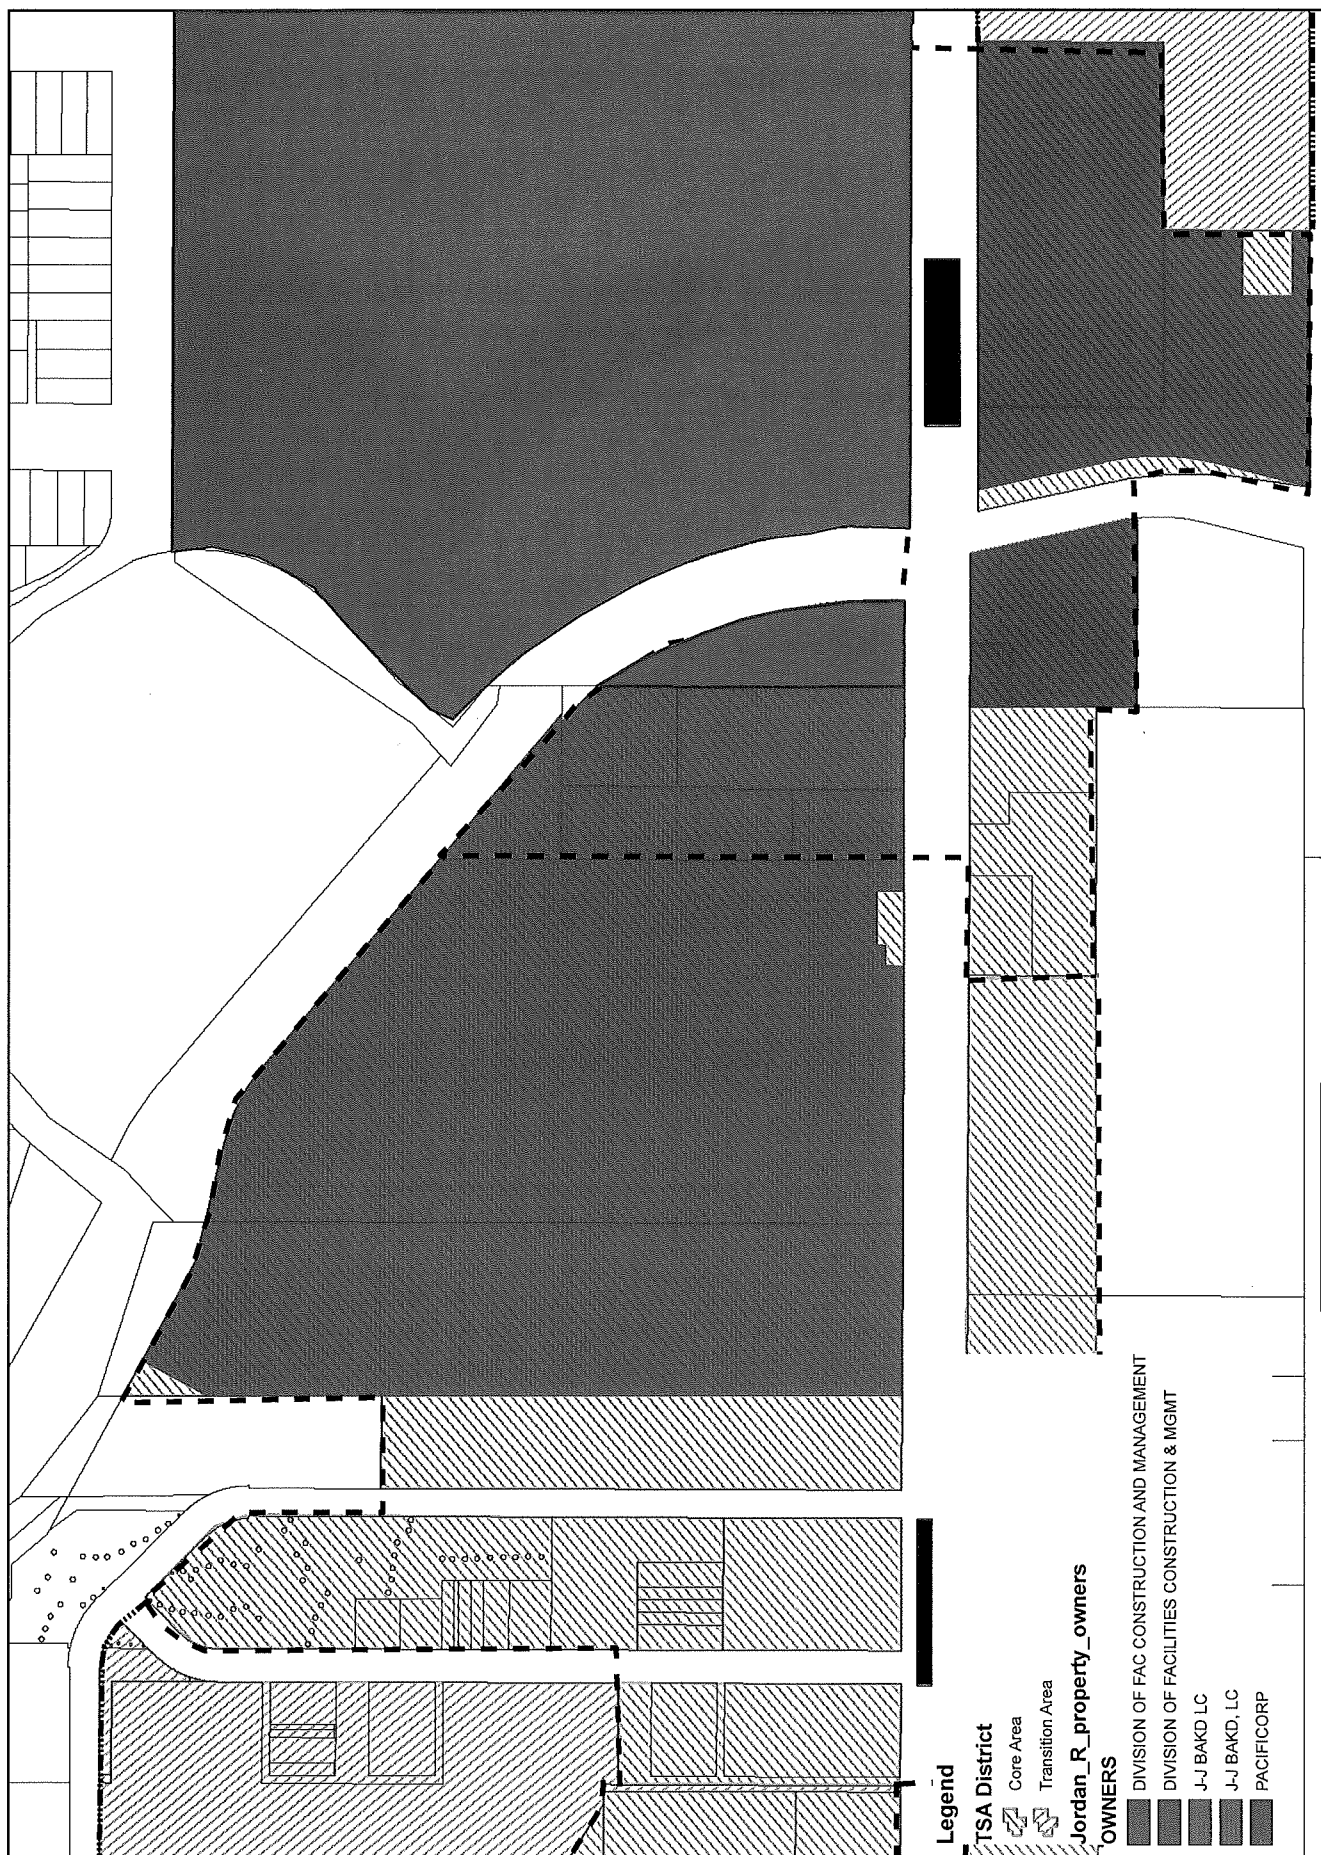 Legend
TSA District
Core Area
Transition Area
Jordan_R_property_owners
OWNERS
DIVISION OF FAC CONSTRUCTION AND MANAGEMENT
DIVISION OF FACILITIES CONSTRUCTION & MGMT
J-J BAKD LC
J-J BAKD, LC
PACIFICORP